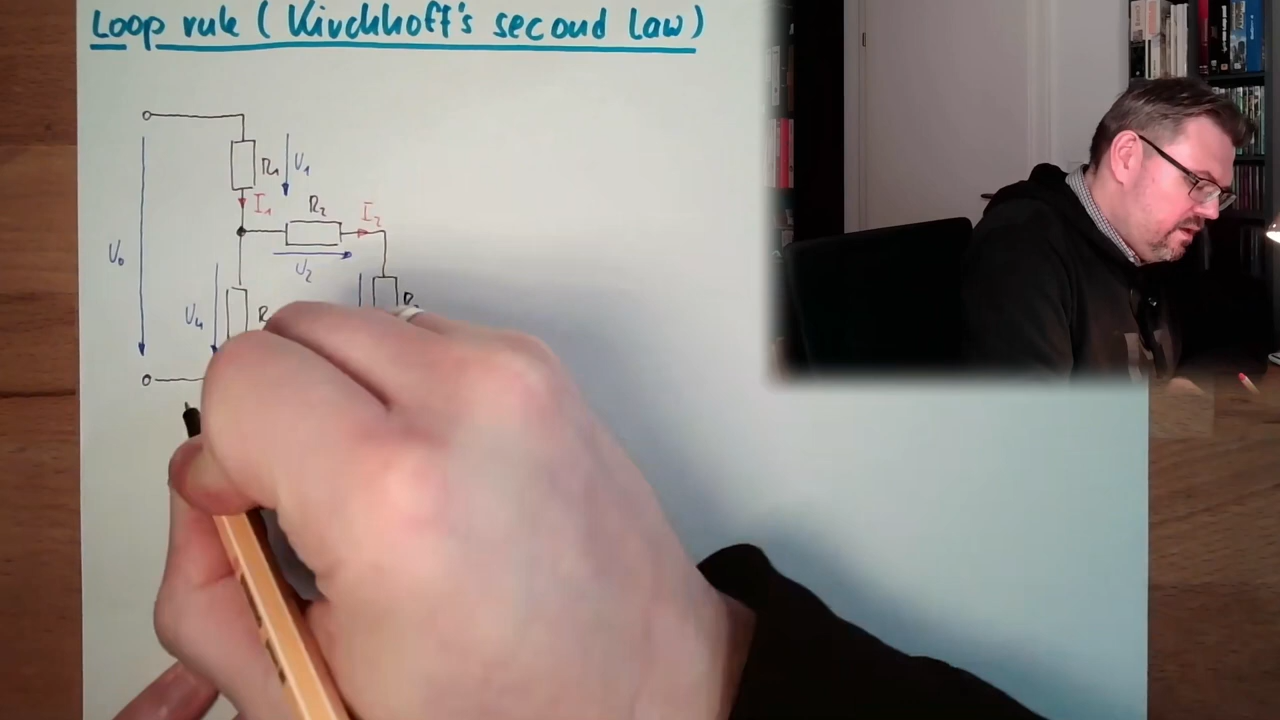 Loop rule (Kirchhoff's second law)
R1 U1
I1 R2 I2
U0 U2
U4